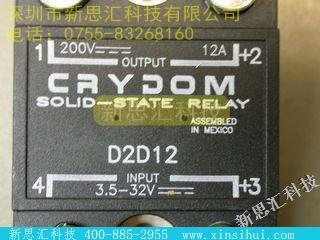 深圳市新思汇科技有限公司
电话:0755-83268160
200V 12A
1 OUTPUT +2
CRYDOM
SOLID-STATE RELAY
新思汇科技
ASSEMBLED
IN MEXICO
D2D12
4 INPUT +3
3.5-32V
新思汇科技
新思汇科技 400-885-2955 www.xinsihui.com